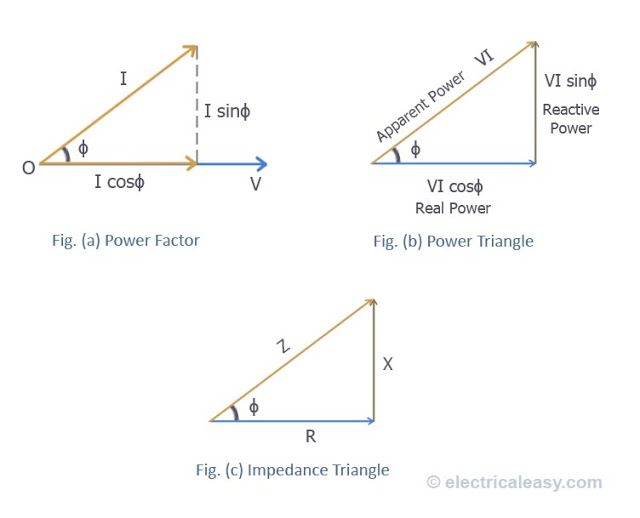 I
I sinϕ
ϕ
O
I cosϕ
V
Fig. (a) Power Factor
Apparent Power VI
VI sinϕ
Reactive
Power
ϕ
VI cosϕ
Real Power
Fig. (b) Power Triangle
Z
X
ϕ
R
Fig. (c) Impedance Triangle
© electricaleasy.com